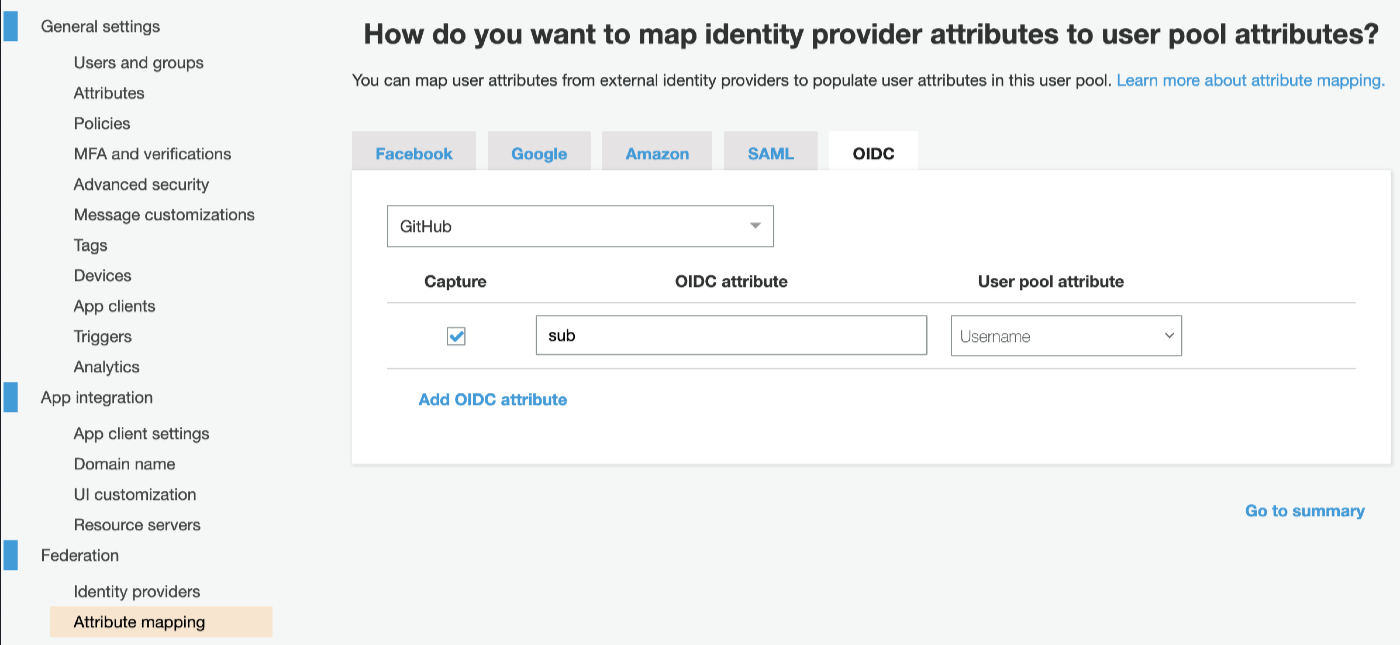 General settings
Users and groups
Attributes
Policies
MFA and verifications
Advanced security
Message customizations
Tags
Devices
App clients
Triggers
Analytics
App integration
App client settings
Domain name
UI customization
Resource servers
Federation
Identity providers
Attribute mapping
How do you want to map identity provider attributes to user pool attributes?
You can map user attributes from external identity providers to populate user attributes in this user pool. Learn more about attribute mapping.
Facebook Google Amazon SAML OIDC
GitHub
Capture OIDC attribute User pool attribute
sub Username
Add OIDC attribute
Go to summary